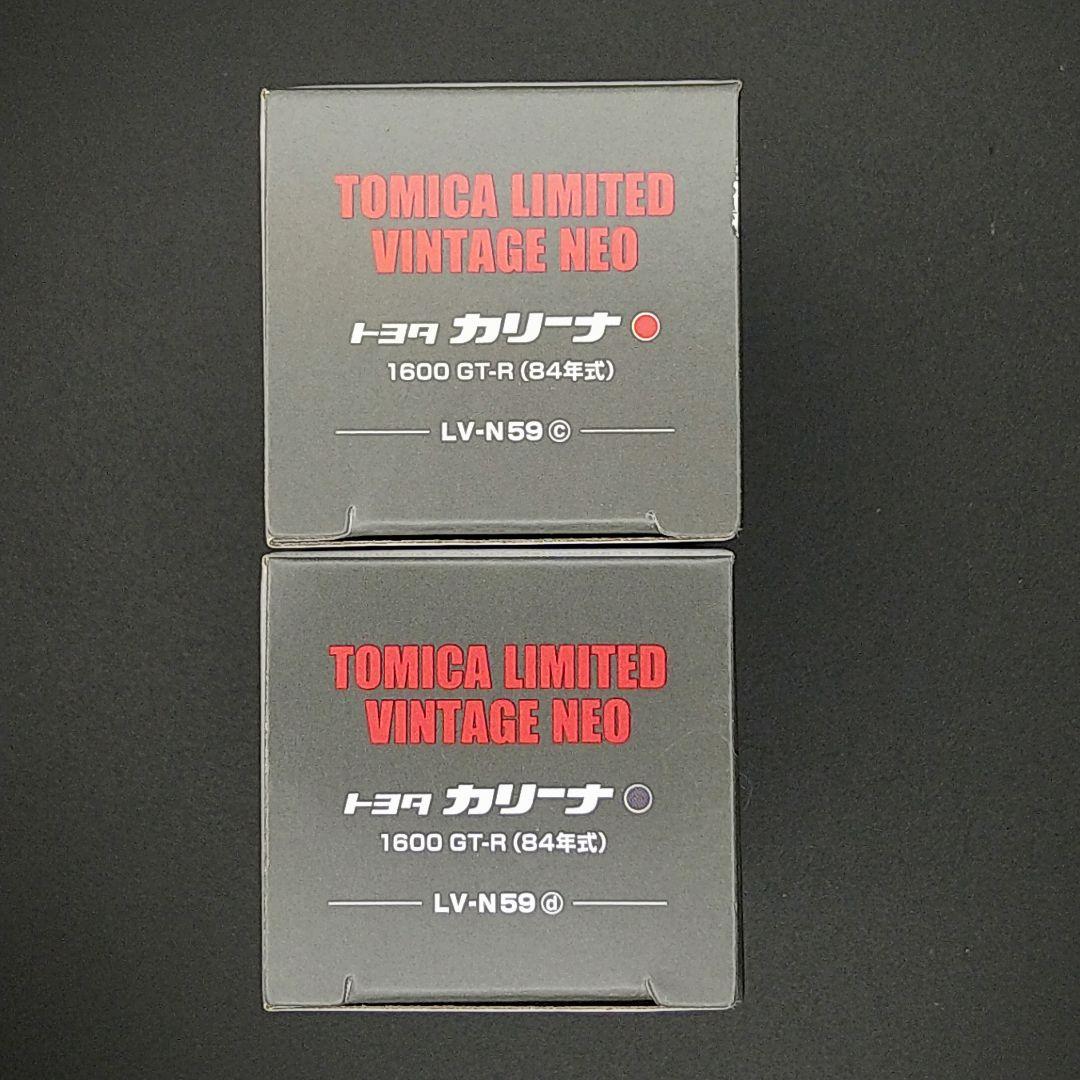 TOMICA LIMITED
VINTAGE NEO
トヨタ カリーナ
1600 GT-R（84年式）
LV-N59 ⓒ
TOMICA LIMITED
VINTAGE NEO
トヨタ カリーナ
1600 GT-R（84年式）
LV-N59 ⓓ